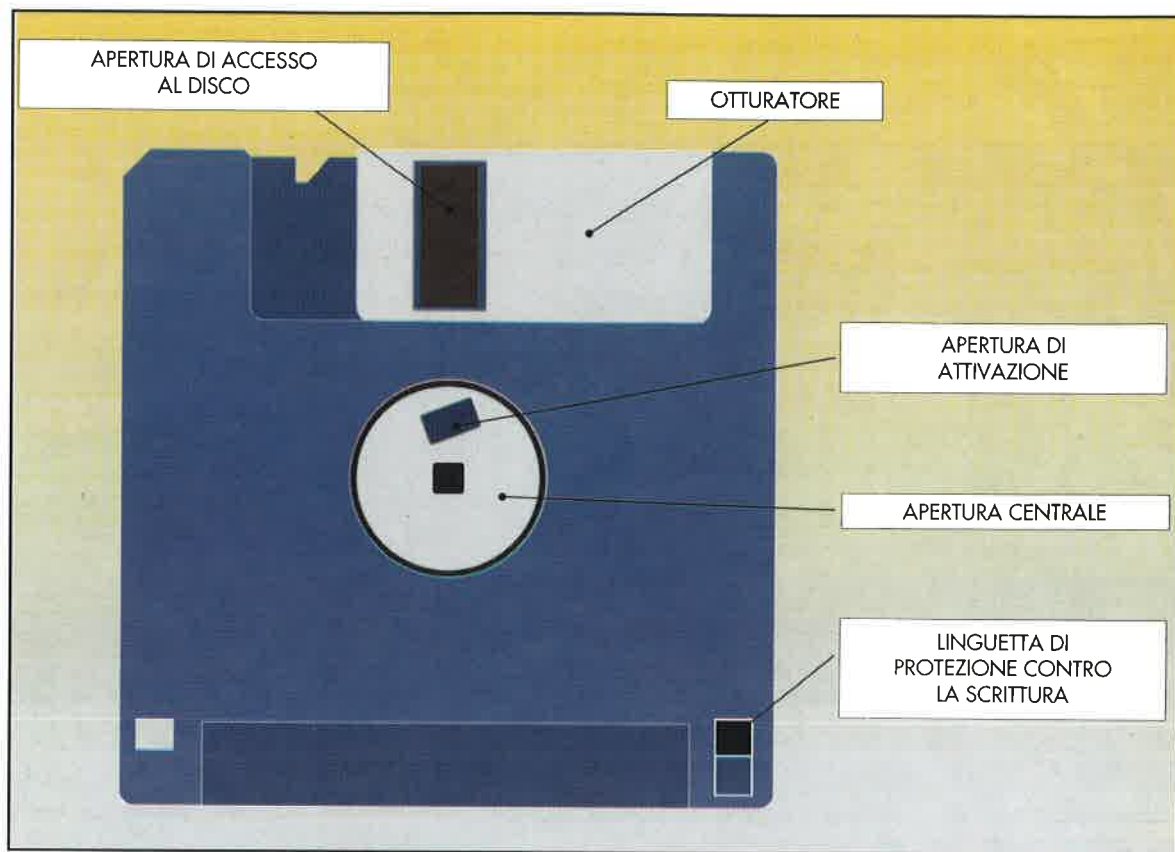 APERTURA DI ACCESSO
AL DISCO
OTTURATORE
APERTURA DI
ATTIVAZIONE
APERTURA CENTRALE
LINGUETTA DI
PROTEZIONE CONTRO
LA SCRITTURA